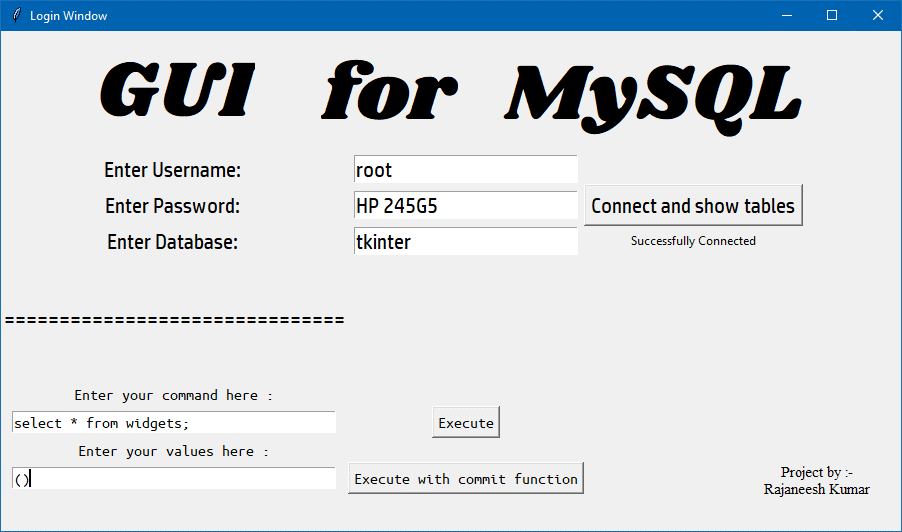 Login Window
GUI for MySQL
Enter Username: root
Enter Password: HP 245G5 Connect and show tables
Enter Database: tkinter Successfully Connected
===============================
Enter your command here :
select * from widgets; Execute
Enter your values here :
() Execute with commit function
Project by :-
Rajaneesh Kumar